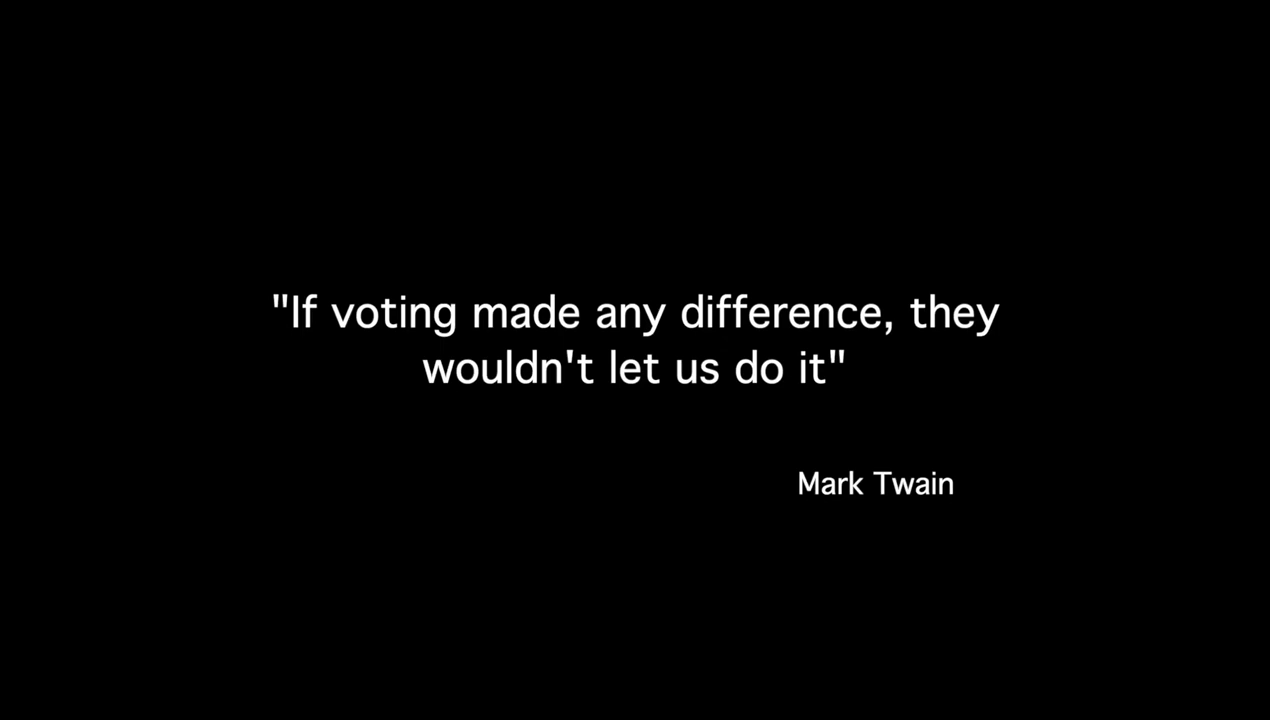 "If voting made any difference, they
wouldn't let us do it"
Mark Twain